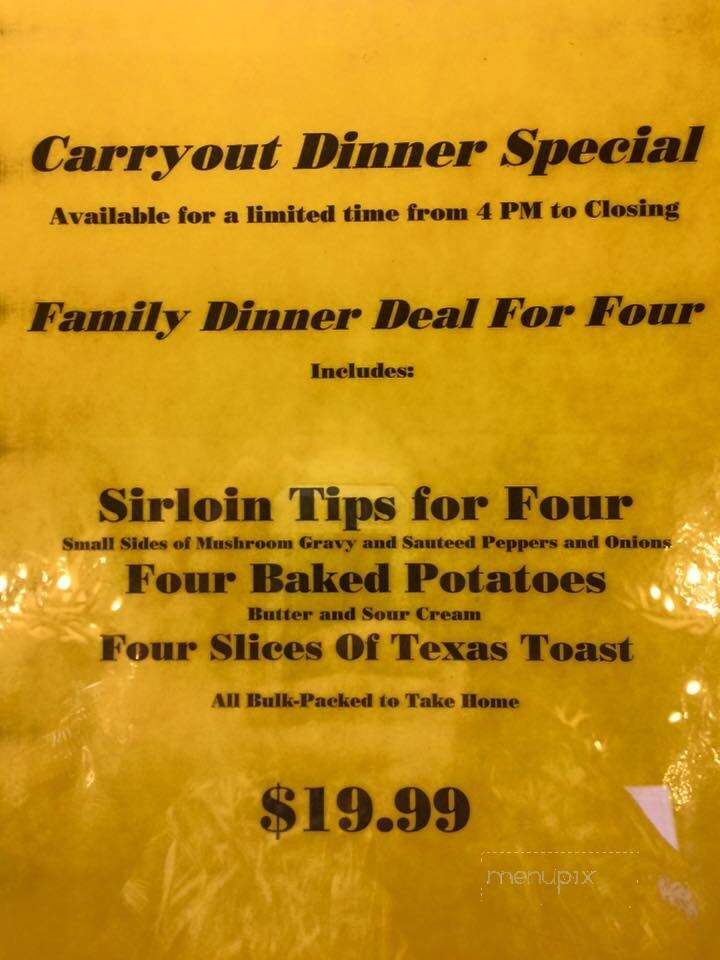 Carryout Dinner Special
Available for a limited time from 4 PM to Closing
Family Dinner Deal For Four
Includes:
Sirloin Tips for Four
Small Sides of Mushroom Gravy and Sauteed Peppers and Onions
Four Baked Potatoes
Butter and Sour Cream
Four Slices Of Texas Toast
All Bulk-Packed to Take Home
$19.99
menupix